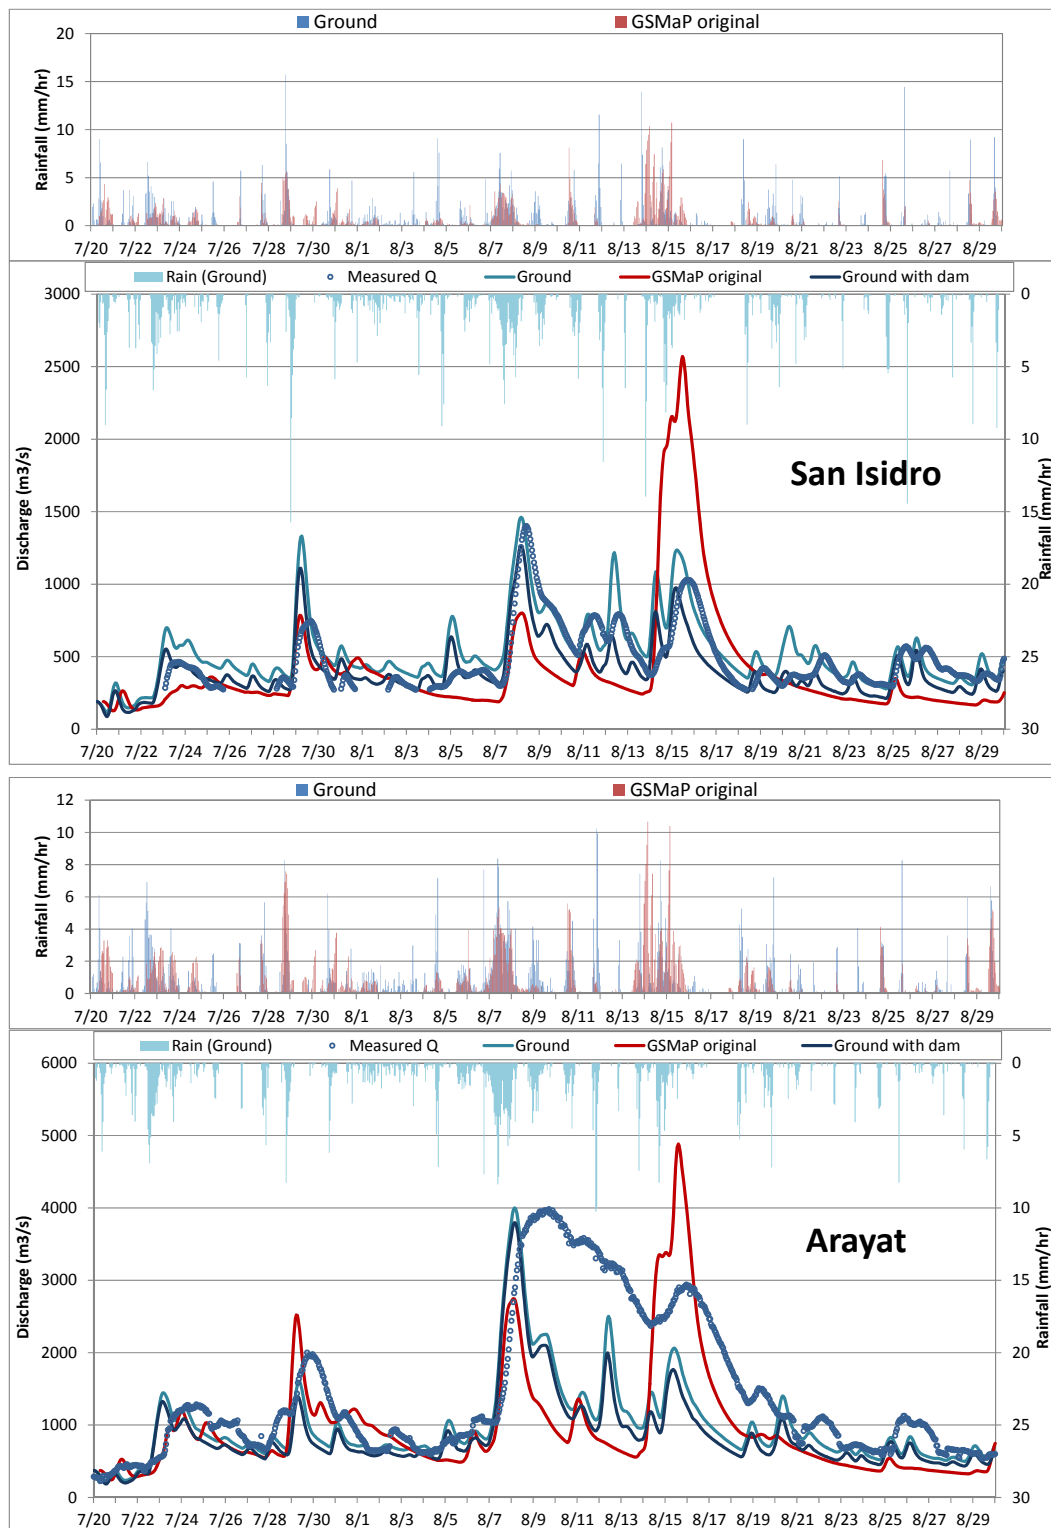 Ground GSMaP original
20
15
10
5
0
Rainfall (mm/hr)
7/20 7/22 7/24 7/26 7/28 7/30 8/1 8/3 8/5 8/7 8/9 8/11 8/13 8/15 8/17 8/19 8/21 8/23 8/25 8/27 8/29
Rain (Ground) Measured Q Ground GSMaP original Ground with dam
3000 0
2500 5
2000 10
San Isidro
1500 15
1000 20
500 25
0 30
Discharge (m3/s)
Rainfall (mm/hr)
7/20 7/22 7/24 7/26 7/28 7/30 8/1 8/3 8/5 8/7 8/9 8/11 8/13 8/15 8/17 8/19 8/21 8/23 8/25 8/27 8/29
Ground GSMaP original
12
10
8
6
4
2
0
Rainfall (mm/hr)
7/20 7/22 7/24 7/26 7/28 7/30 8/1 8/3 8/5 8/7 8/9 8/11 8/13 8/15 8/17 8/19 8/21 8/23 8/25 8/27 8/29
Rain (Ground) Measured Q Ground GSMaP original Ground with dam
6000 0
5000 5
4000 10
Arayat
3000 15
2000 20
1000 25
0 30
Discharge (m3/s)
Rainfall (mm/hr)
7/20 7/22 7/24 7/26 7/28 7/30 8/1 8/3 8/5 8/7 8/9 8/11 8/13 8/15 8/17 8/19 8/21 8/23 8/25 8/27 8/29